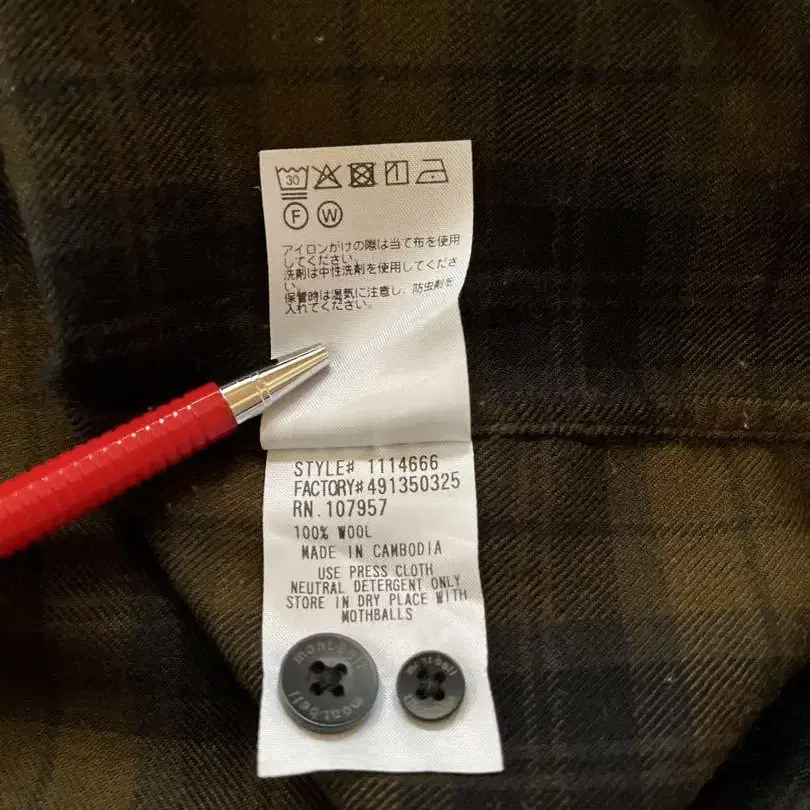 30
F W
アイロンがけの際は当て布を使用
してください。
洗剤は中性洗剤を使用してくださ
い。
保管時は湿気に注意し、防虫剤を
入れてください。
STYLE# 1114666
FACTORY#491350325
RN.107957
100% WOOL
MADE IN CAMBODIA
USE PRESS CLOTH
NEUTRAL DETERGENT ONLY
STORE IN DRY PLACE WITH
MOTHBALLS
mont-bell
mont-bell
mont-bell